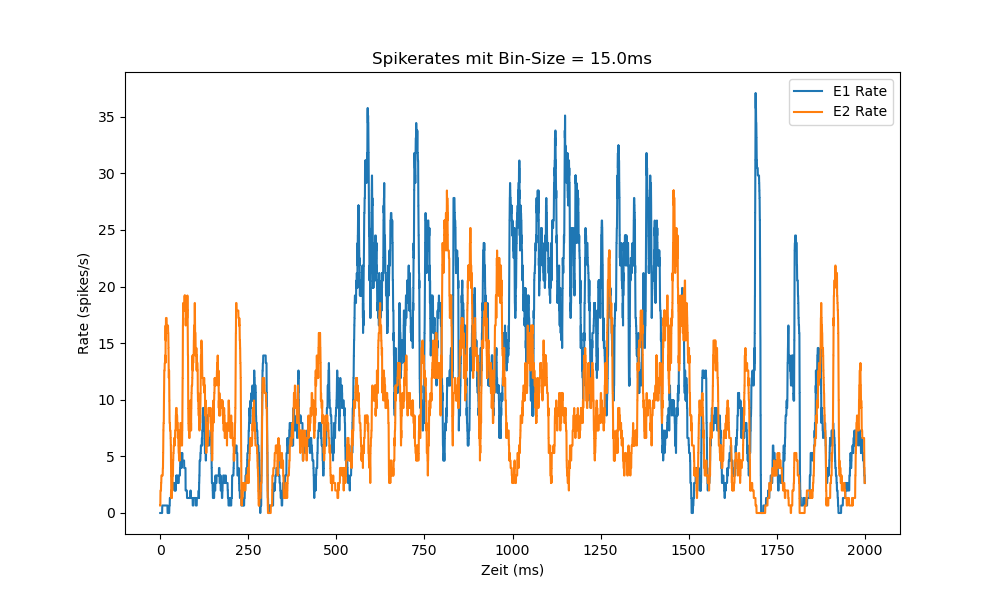 Spikerates mit Bin-Size = 15.0ms
E1 Rate
E2 Rate
Rate (spikes/s)
35
30
25
20
15
10
5
0
0 250 500 750 1000 1250 1500 1750 2000
Zeit (ms)